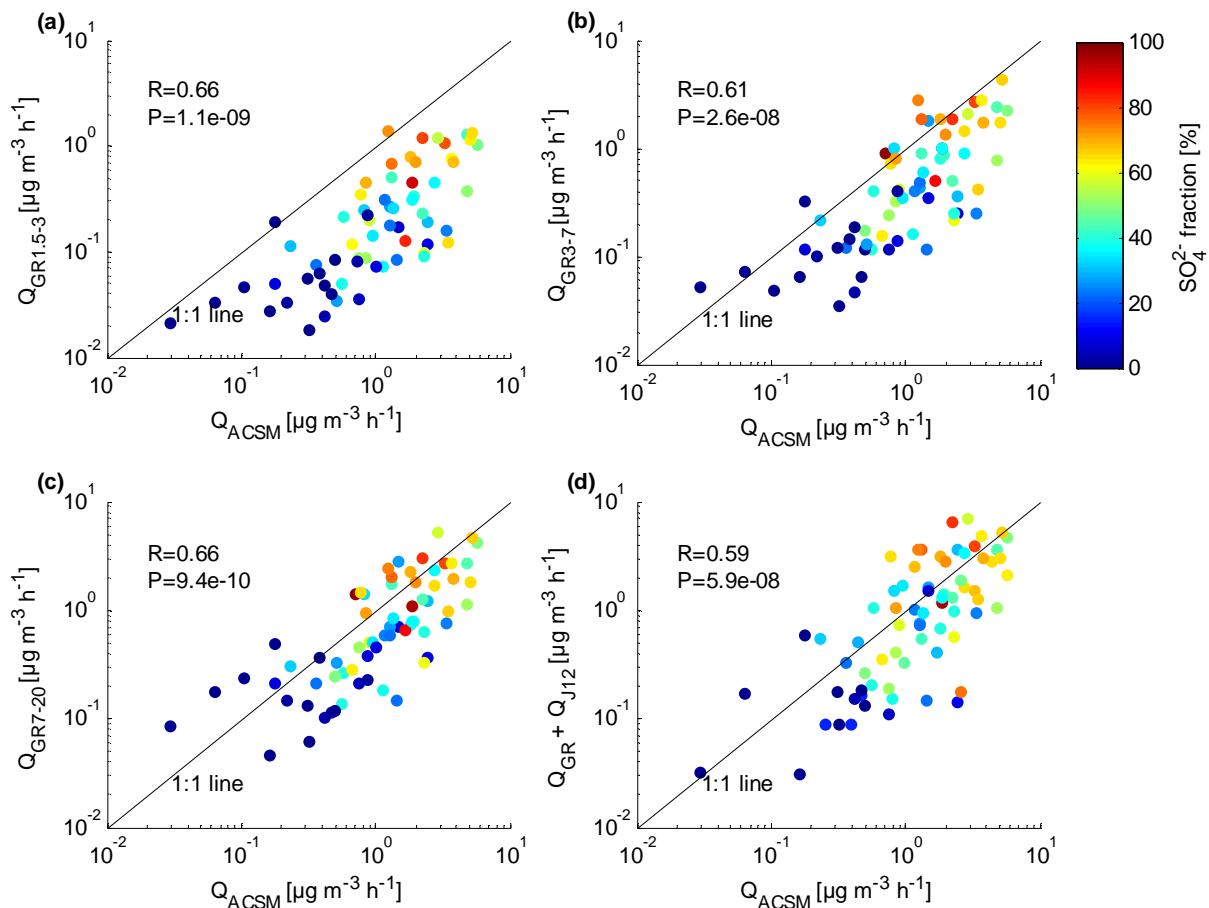 (a)
10^1
10^0
10^-1
10^-2
Q_GR1.5-3 [µg m^-3 h^-1]
R=0.66
P=1.1e-09
1:1 line
10^-2 10^-1 10^0 10^1
Q_ACSM [µg m^-3 h^-1]
(b)
10^1
10^0
10^-1
10^-2
Q_GR3-7 [µg m^-3 h^-1]
R=0.61
P=2.6e-08
1:1 line
10^-2 10^-1 10^0 10^1
Q_ACSM [µg m^-3 h^-1]
100
80
60
40
20
0
SO_4^2- fraction [%]
(c)
10^1
10^0
10^-1
10^-2
Q_GR7-20 [µg m^-3 h^-1]
R=0.66
P=9.4e-10
1:1 line
10^-2 10^-1 10^0 10^1
Q_ACSM [µg m^-3 h^-1]
(d)
10^1
10^0
10^-1
10^-2
Q_GR + Q_J12 [µg m^-3 h^-1]
R=0.59
P=5.9e-08
1:1 line
10^-2 10^-1 10^0 10^1
Q_ACSM [µg m^-3 h^-1]